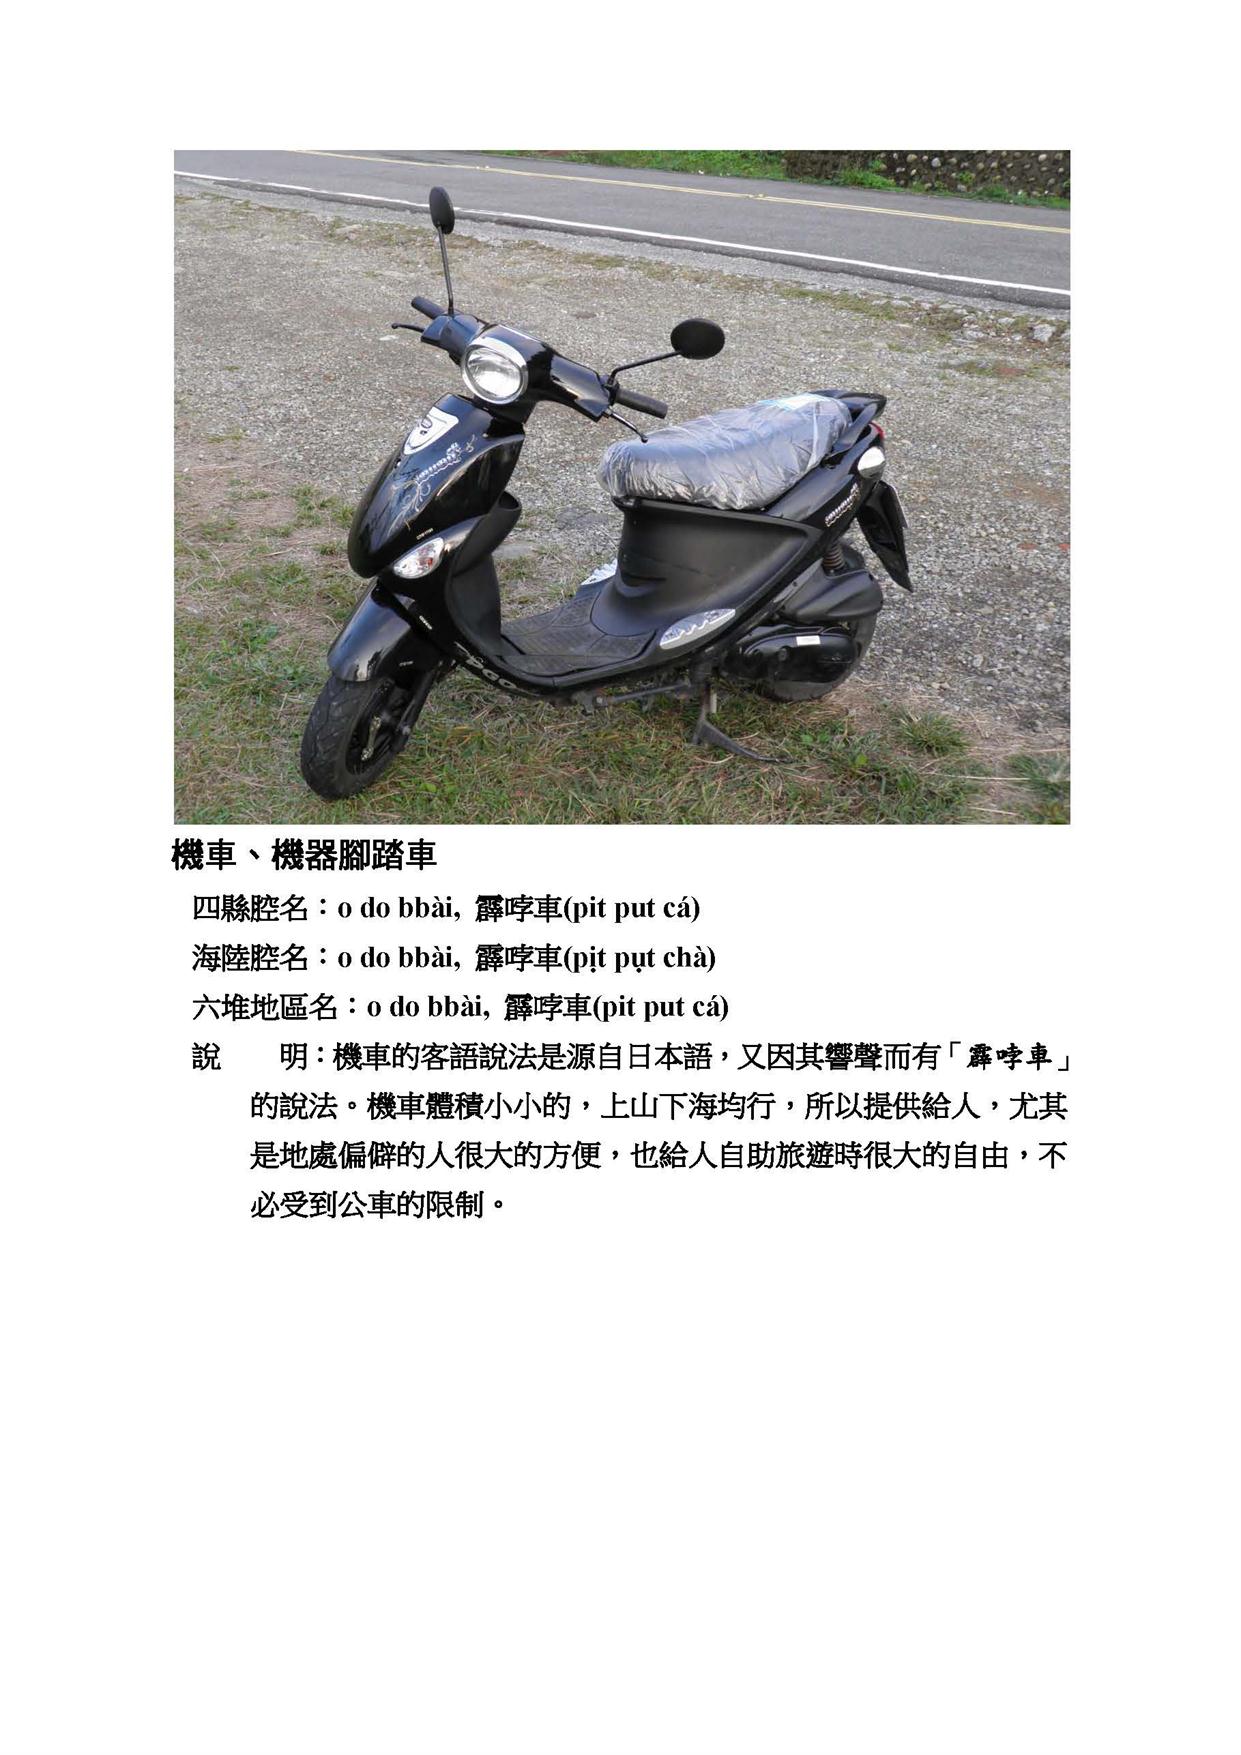 PGO
機車、機器腳踏車
四縣腔名：o do bbài, 霹哱車(pit put cá)
海陸腔名：o do bbài, 霹哱車(pịt pụt chà)
六堆地區名：o do bbài, 霹哱車(pit put cá)
說　　明：機車的客語說法是源自日本語，又因其響聲而有「霹哱車」
的說法。機車體積小小的，上山下海均行，所以提供給人，尤其
是地處偏僻的人很大的方便，也給人自助旅遊時很大的自由，不
必受到公車的限制。